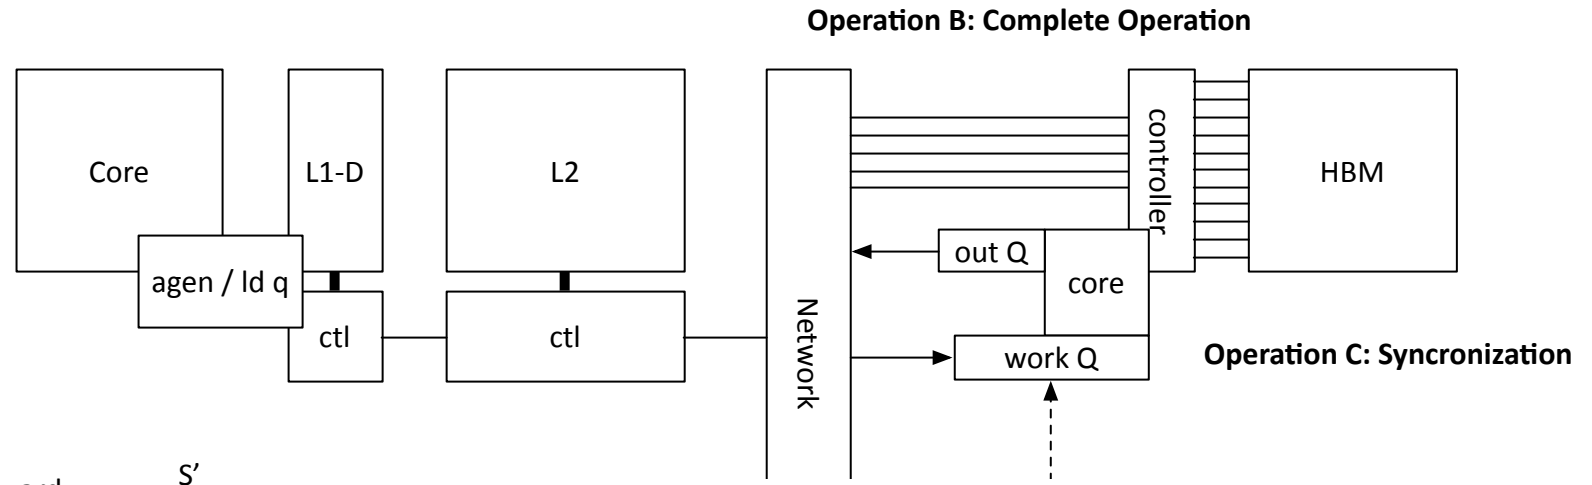 Operation B: Complete Operation
Core
L1-D
L2
controller
HBM
agen / ld q
out Q
core
ctl
ctl
Network
work Q
Operation C: Syncronization
S’